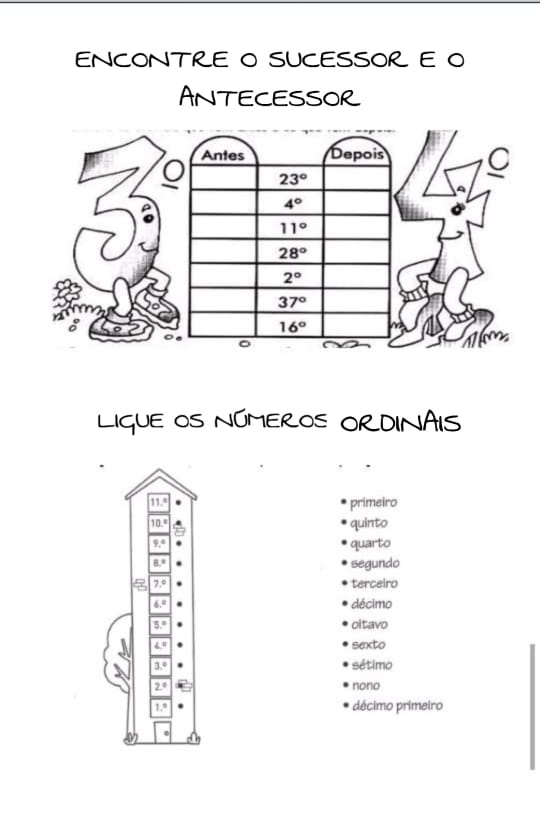 ENCONTRE O SUCESSOR E O
ANTECESSOR
Antes
Depois
23º
4º
11º
28º
2º
37º
16º
LIGUE OS NÚMEROS ORDINAIS
11.º
10.º
9.º
8.º
7.º
6.º
5.º
4.º
3.º
2.º
1.º
• primeiro
• quinto
• quarto
• segundo
• terceiro
• décimo
• oitavo
• sexto
• sétimo
• nono
• décimo primeiro